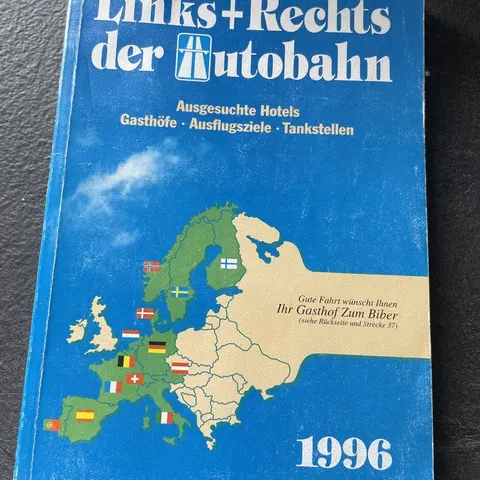 Links+Rechts
der Autobahn
Ausgesuchte Hotels
Gasthöfe · Ausflugsziele · Tankstellen
Gute Fahrt wünscht Ihnen
Ihr Gasthof Zum Biber
(siehe Rückseite und Strecke 37)
1996